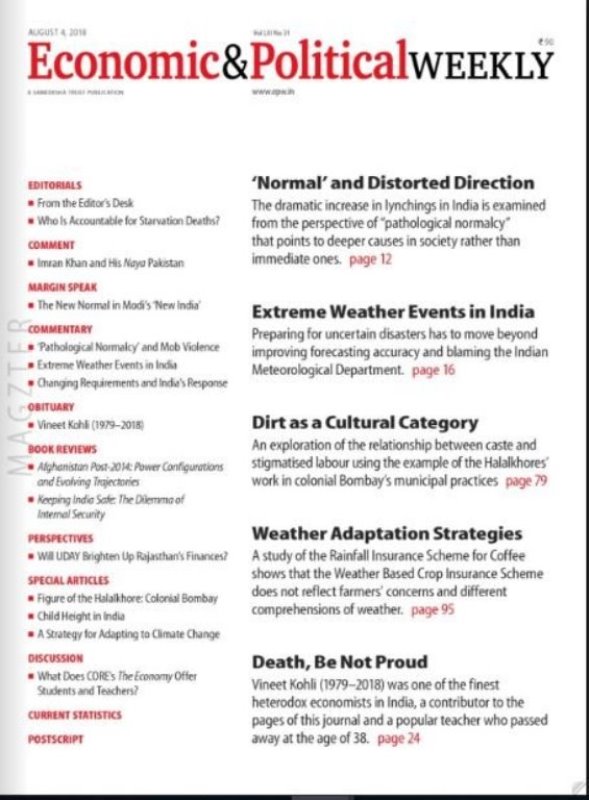 AUGUST 4, 2018
Vol LIII No 31
₹90
Economic&PoliticalWEEKLY
A SAMEEKSHA TRUST PUBLICATION
www.epw.in
EDITORIALS
From the Editor's Desk
Who Is Accountable for Starvation Deaths?
COMMENT
Imran Khan and His Naya Pakistan
MARGIN SPEAK
The New Normal in Modi's 'New India'
COMMENTARY
'Pathological Normalcy' and Mob Violence
Extreme Weather Events in India
Changing Requirements and India's Response
OBITUARY
Vineet Kohli (1979–2018)
BOOK REVIEWS
Afghanistan Post-2014: Power Configurations
and Evolving Trajectories
Keeping India Safe: The Dilemma of
Internal Security
PERSPECTIVES
Will UDAY Brighten Up Rajasthan's Finances?
SPECIAL ARTICLES
Figure of the Halalkhore: Colonial Bombay
Child Height in India
A Strategy for Adapting to Climate Change
DISCUSSION
What Does CORE's The Economy Offer
Students and Teachers?
CURRENT STATISTICS
POSTSCRIPT
'Normal' and Distorted Direction
The dramatic increase in lynchings in India is examined
from the perspective of "pathological normalcy"
that points to deeper causes in society rather than
immediate ones. page 12
Extreme Weather Events in India
Preparing for uncertain disasters has to move beyond
improving forecasting accuracy and blaming the Indian
Meteorological Department. page 16
Dirt as a Cultural Category
An exploration of the relationship between caste and
stigmatised labour using the example of the Halalkhores'
work in colonial Bombay's municipal practices page 79
Weather Adaptation Strategies
A study of the Rainfall Insurance Scheme for Coffee
shows that the Weather Based Crop Insurance Scheme
does not reflect farmers' concerns and different
comprehensions of weather. page 95
Death, Be Not Proud
Vineet Kohli (1979–2018) was one of the finest
heterodox economists in India, a contributor to the
pages of this journal and a popular teacher who passed
away at the age of 38. page 24
MAGZTER